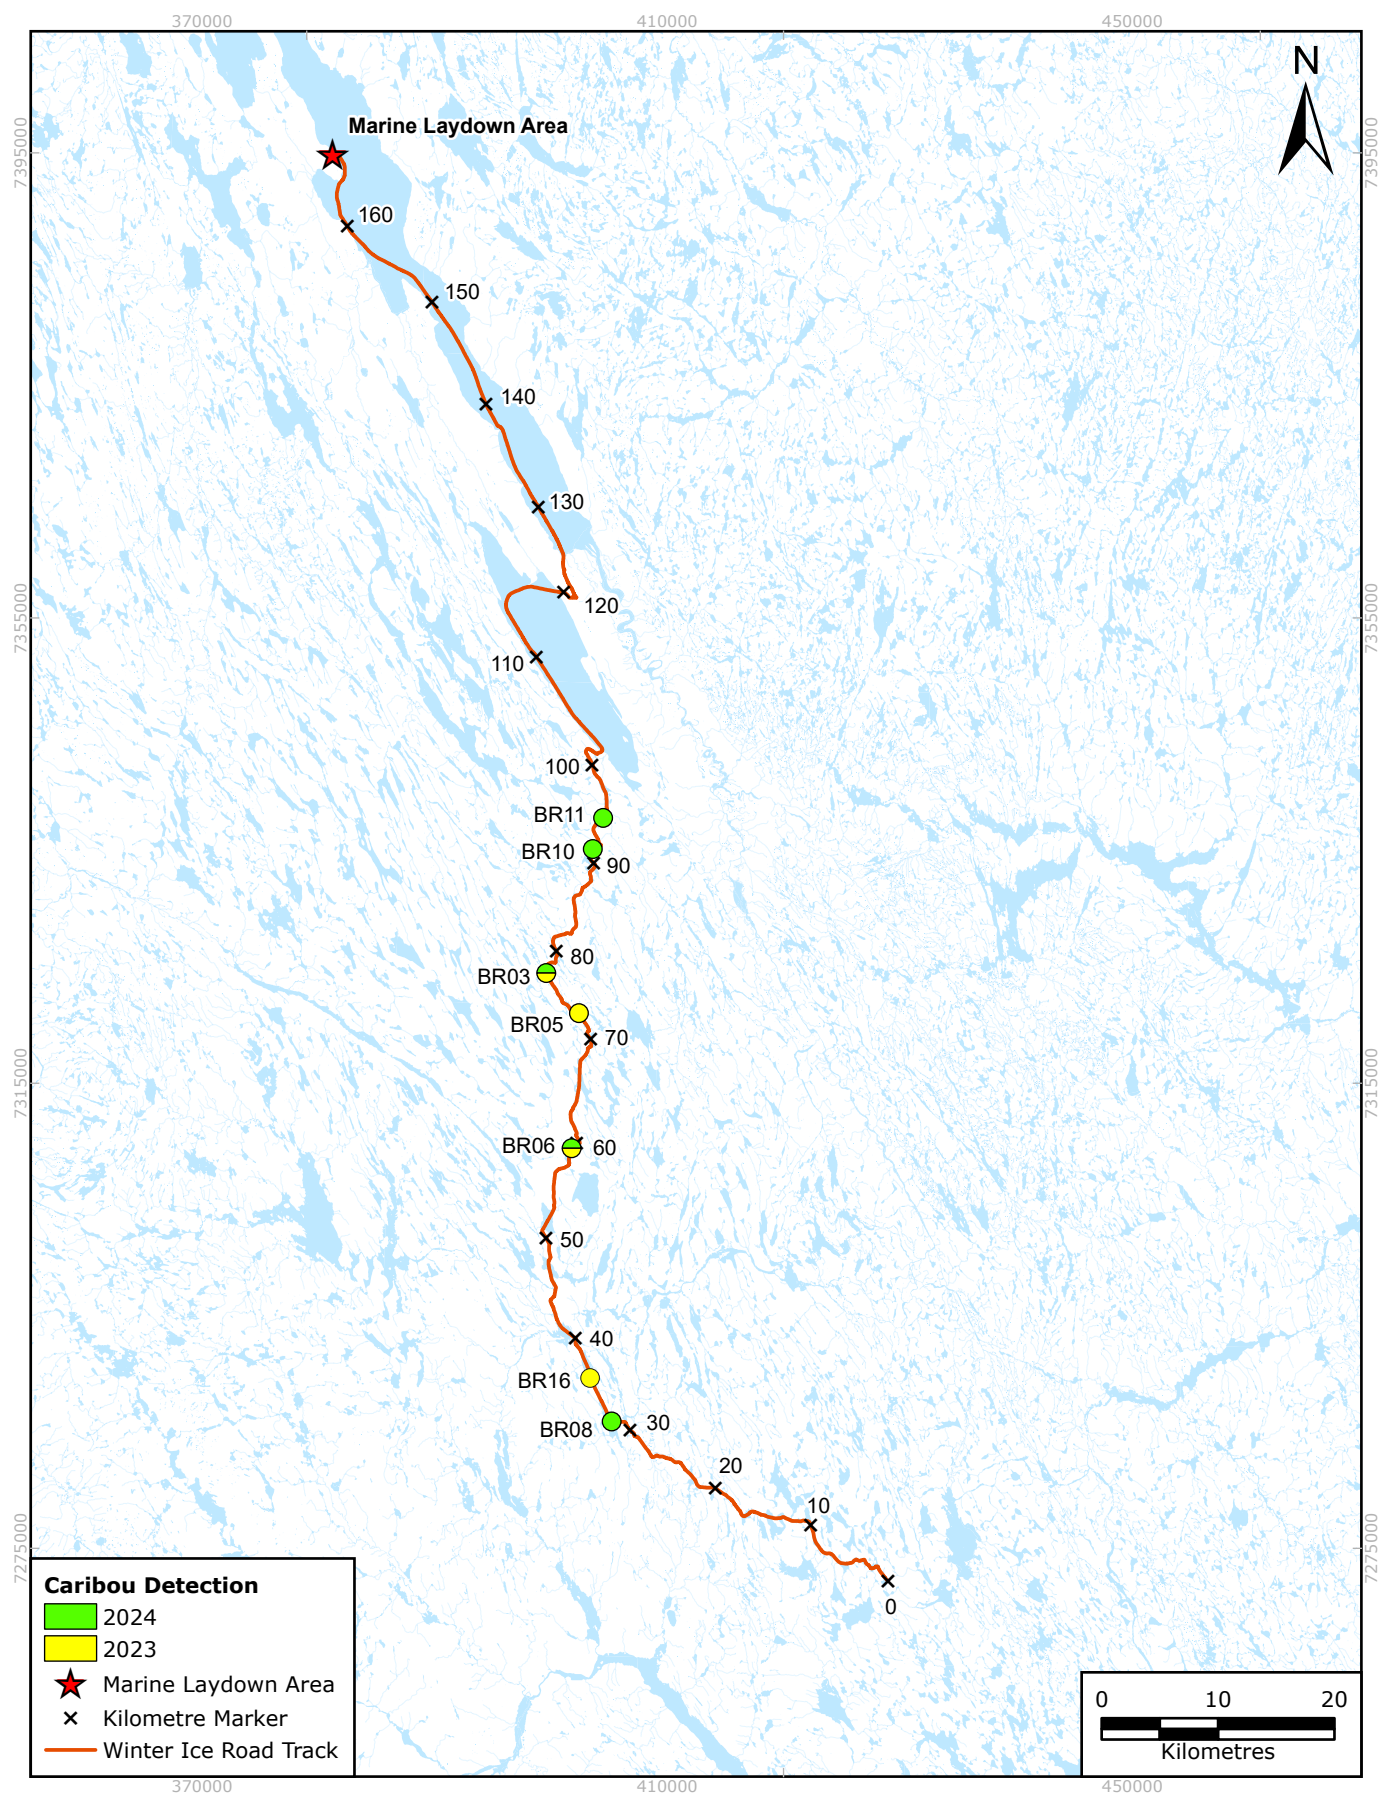 370000
410000
450000
N
7395000
7395000
Marine Laydown Area
160
150
140
130
120
7355000
7355000
110
100
BR11
BR10
90
80
BR03
BR05
70
7315000
7315000
BR06
60
50
40
BR16
BR08
30
20
10
7275000
7275000
0
Caribou Detection
2024
2023
Marine Laydown Area
Kilometre Marker
Winter Ice Road Track
0 10 20
Kilometres
370000
410000
450000